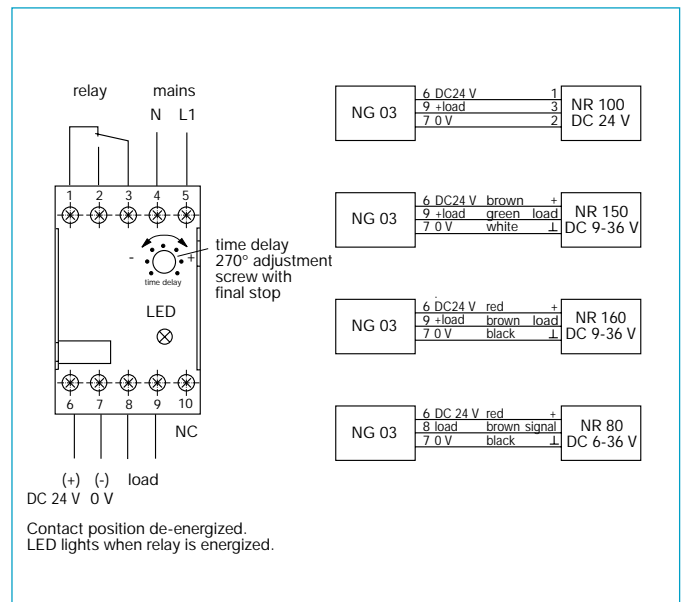 relay mains
N L1
1 2 3 4 5
time delay
270° adjustment
screw with
final stop
- +
time delay
LED
6 7 8 9 10
NC
(+) (-) load
DC 24 V 0 V
Contact position de-energized.
LED lights when relay is energized.
NG 03
6 DC24 V 1
9 +load 3
7 0 V 2
NR 100
DC 24 V
NG 03
6 DC24 V brown +
9 +load green load
7 0 V white ⊥
NR 150
DC 9-36 V
NG 03
6 DC24 V red +
9 +load brown load
7 0 V black ⊥
NR 160
DC 9-36 V
NG 03
6 DC 24 V red +
8 load brown signal
7 0 V black ⊥
NR 80
DC 6-36 V